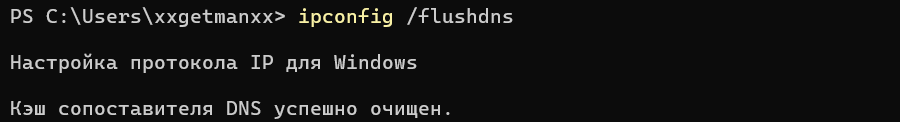 PS C:\Users\xxgetmanxx> ipconfig /flushdns
Настройка протокола IP для Windows
Кэш сопоставителя DNS успешно очищен.